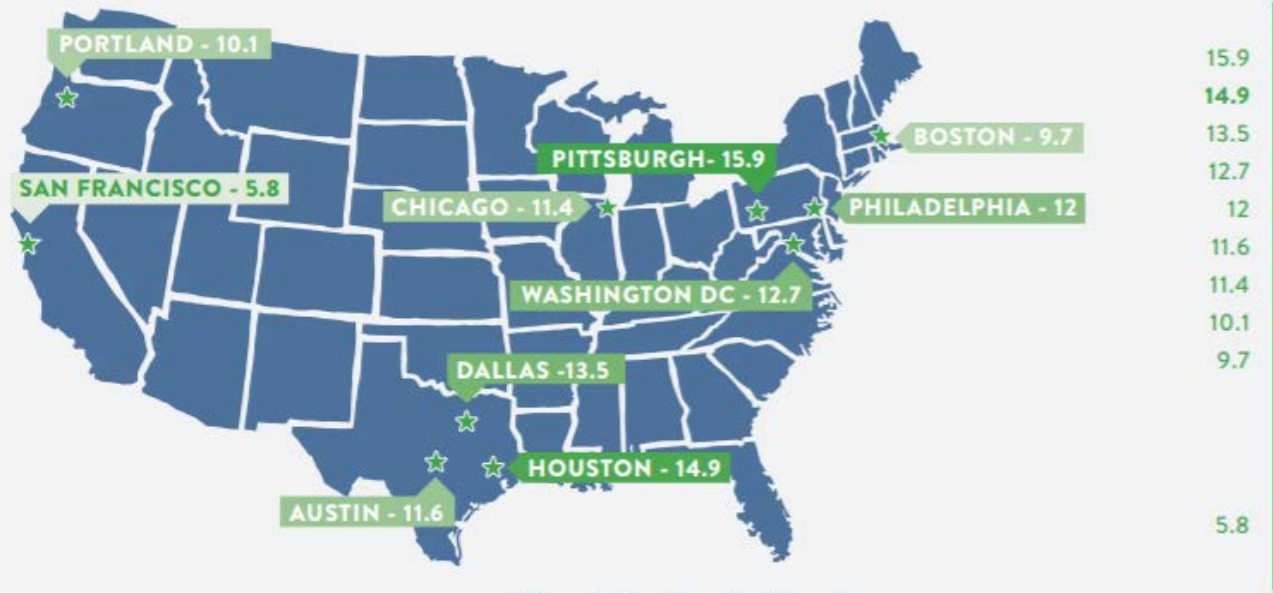 PORTLAND - 10.1
15.9
14.9
BOSTON - 9.7
13.5
PITTSBURGH- 15.9
12.7
SAN FRANCISCO - 5.8
CHICAGO - 11.4
PHILADELPHIA - 12
12
11.6
WASHINGTON DC - 12.7
11.4
10.1
9.7
DALLAS -13.5
HOUSTON - 14.9
AUSTIN - 11.6
5.8